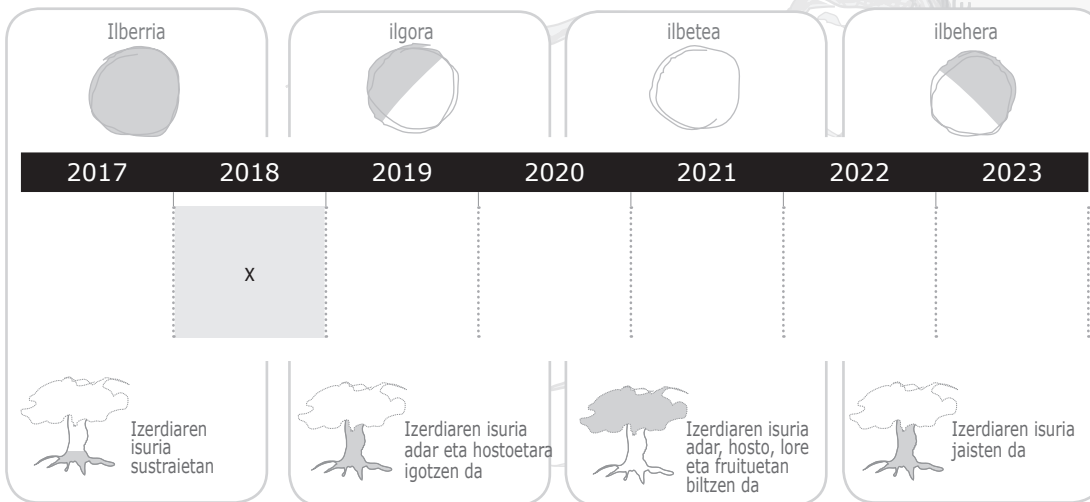 Ilberria
ilgora
ilbetea
ilbehera
2017 2018 2019 2020 2021 2022 2023
x
Izerdiaren
isuria
sustraietan
Izerdiaren isuria
adar eta hostoetara
igotzen da
Izerdiaren isuria
adar, hosto, lore
eta fruituetan
biltzen da
Izerdiaren isuria
jaisten da